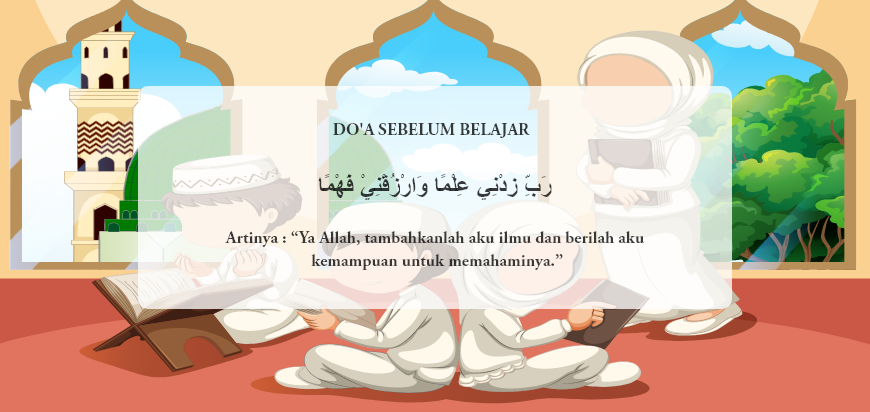 DO'A SEBELUM BELAJAR
رَبِّ زِدْنِي عِلْمًا وَارْزُقْنِيْ فَهْمًا
Artinya : “Ya Allah, tambahkanlah aku ilmu dan berilah aku
kemampuan untuk memahaminya.”